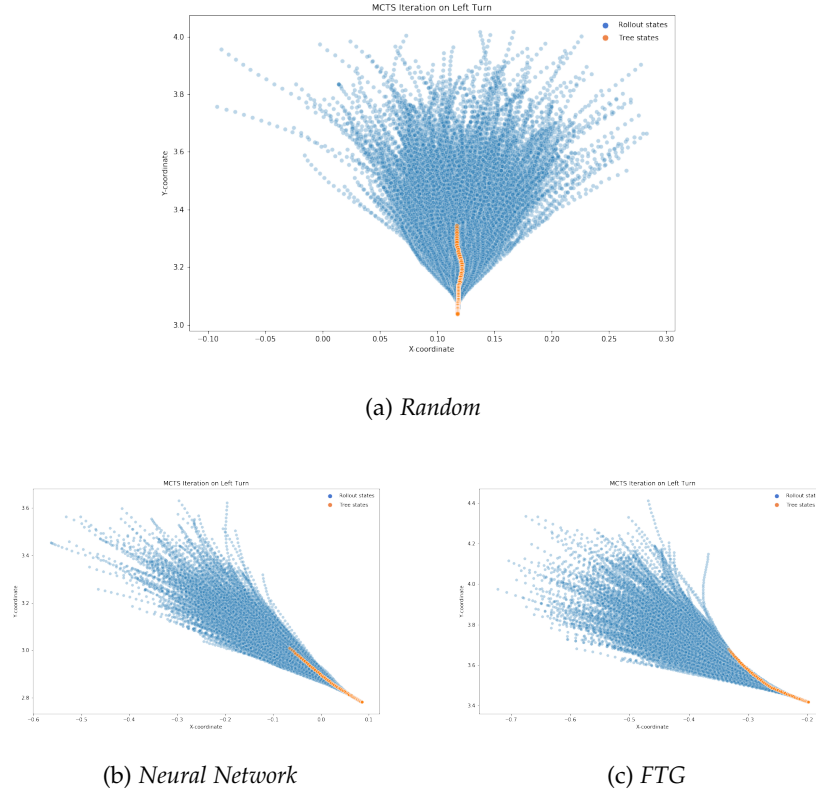 MCTS Iteration on Left Turn
Rollout states
Tree states
4.0
3.8
3.6
3.4
3.2
3.0
Y-coordinate
−0.10 −0.05 0.00 0.05 0.10 0.15 0.20 0.25 0.30
X-coordinate
(a) Random
MCTS Iteration on Left Turn
Rollout states
Tree states
3.6
3.4
3.2
3.0
2.8
Y-coordinate
−0.6 −0.5 −0.4 −0.3 −0.2 −0.1 0.0 0.1
X-coordinate
(b) Neural Network
MCTS Iteration on Left Turn
Rollout states
Tree states
4.4
4.2
4.0
3.8
3.6
3.4
Y-coordinate
−0.7 −0.6 −0.5 −0.4 −0.3 −0.2
X-coordinate
(c) FTG